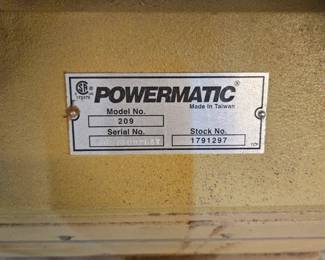 POWERMATIC®
Made In Taiwan
Model No.
209
Serial No. Stock No.
1791297